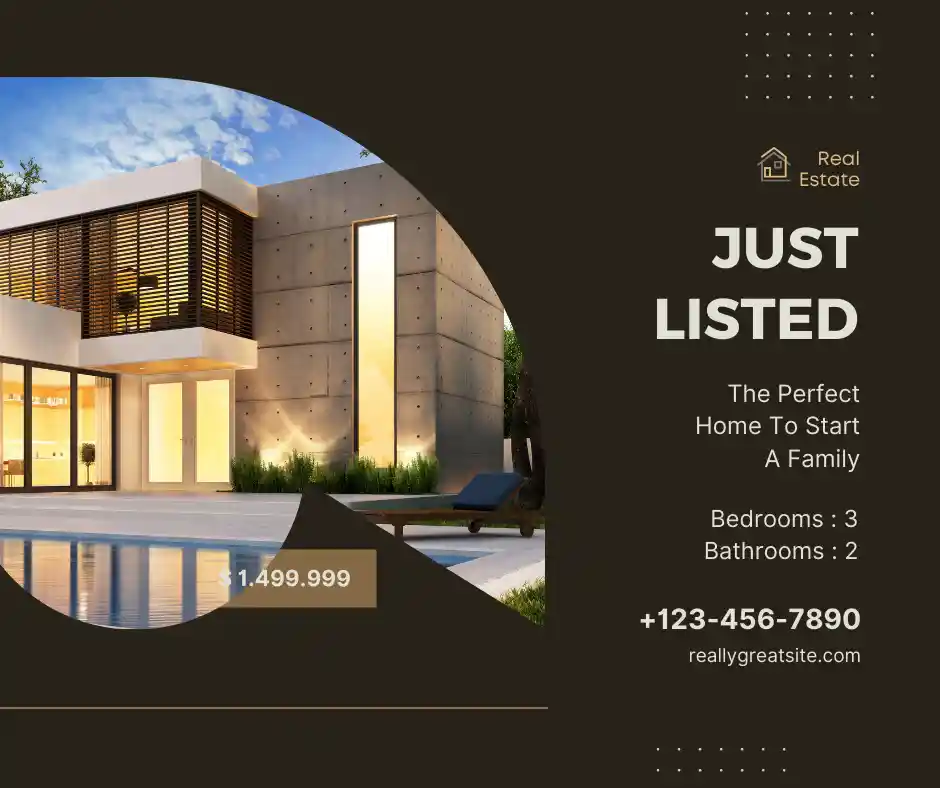 Real
Estate
JUST
LISTED
The Perfect
Home To Start
A Family
Bedrooms : 3
Bathrooms : 2
$ 1.499.999
+123-456-7890
reallygreatsite.com